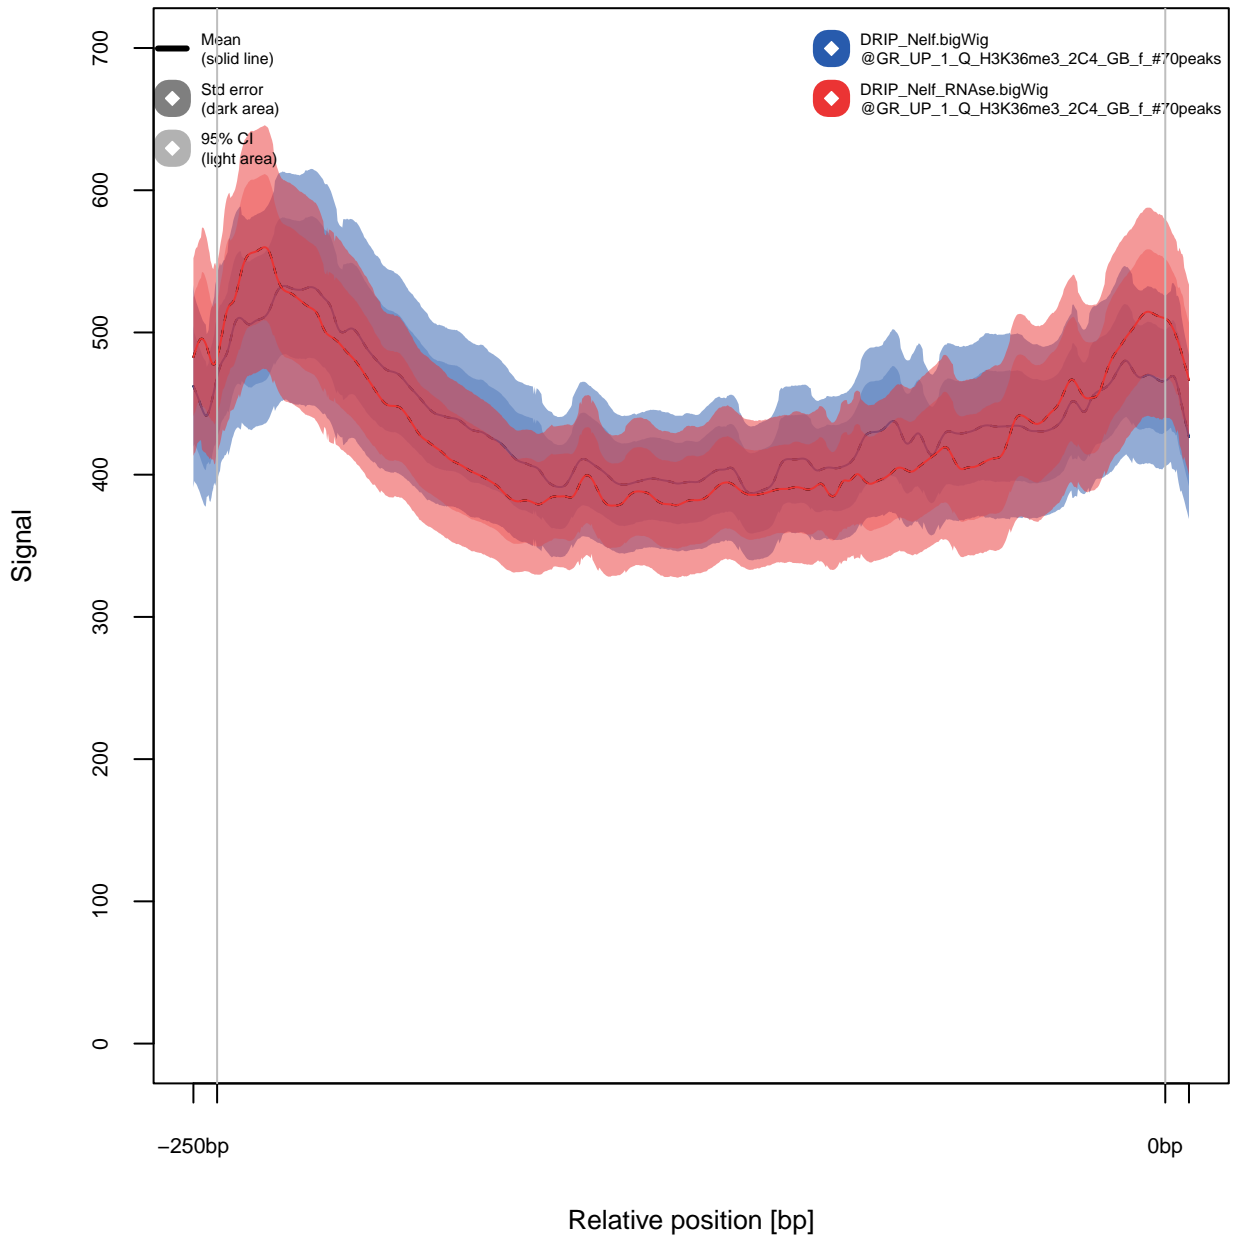 Mean
(solid line)
Std error
(dark area)
95% CI
(light area)
DRIP_Nelf.bigWig
@GR_UP_1_Q_H3K36me3_2C4_GB_f_#70peaks
DRIP_Nelf_RNAse.bigWig
@GR_UP_1_Q_H3K36me3_2C4_GB_f_#70peaks
700
600
500
400
300
200
100
0
Signal
−250bp
0bp
Relative position [bp]